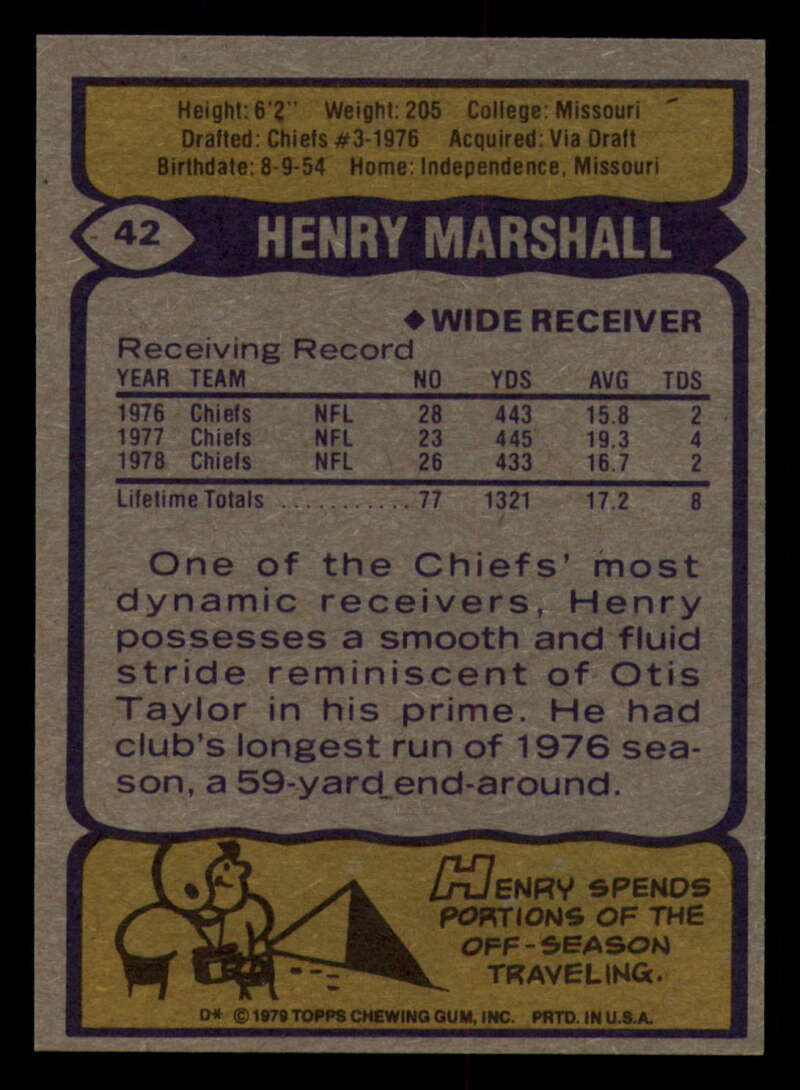 Height: 6'2" Weight: 205 College: Missouri
Drafted: Chiefs #3-1976 Acquired: Via Draft
Birthdate: 8-9-54 Home: Independence, Missouri
42 HENRY MARSHALL
◆ WIDE RECEIVER
Receiving Record
YEAR TEAM NO YDS AVG TDS
1976 Chiefs NFL 28 443 15.8 2
1977 Chiefs NFL 23 445 19.3 4
1978 Chiefs NFL 26 433 16.7 2
Lifetime Totals ............ 77 1321 17.2 8
One of the Chiefs' most
dynamic receivers, Henry
possesses a smooth and fluid
stride reminiscent of Otis
Taylor in his prime. He had
club's longest run of 1976 sea-
son, a 59-yard end-around.
HENRY SPENDS
PORTIONS OF THE
OFF-SEASON
TRAVELING.
D* © 1979 TOPPS CHEWING GUM, INC. PRTD. IN U.S.A.